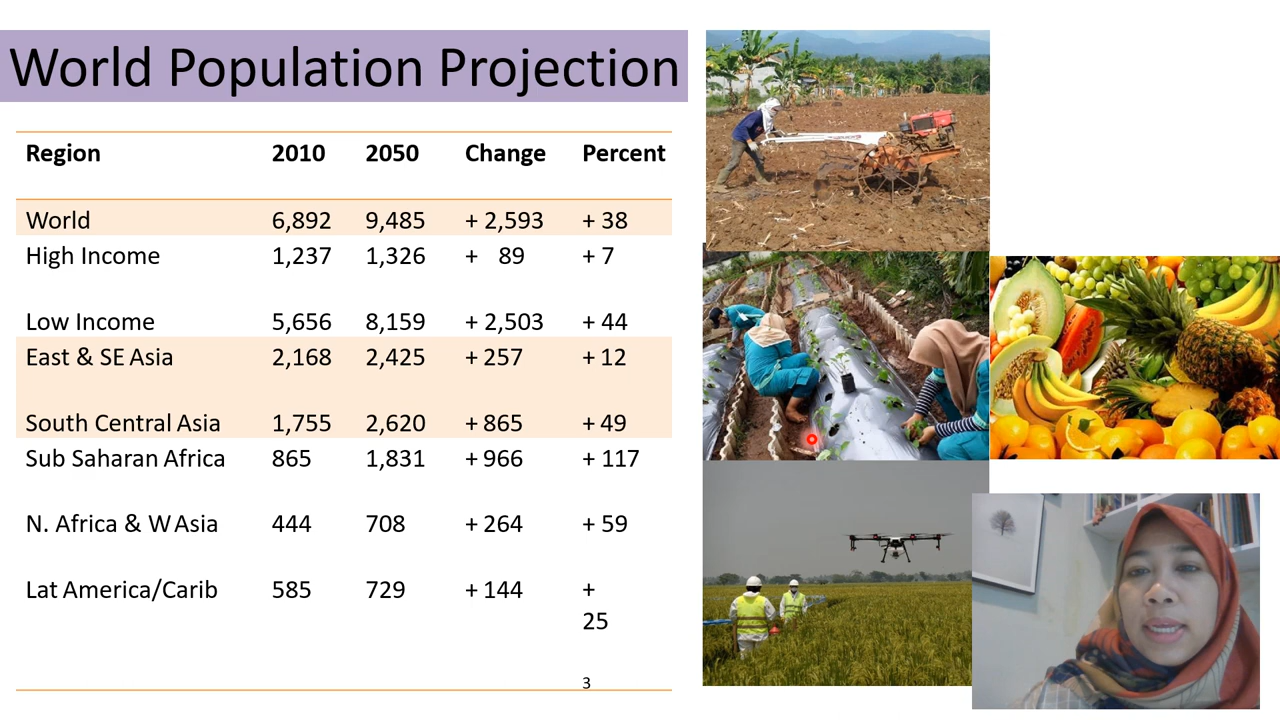 World Population Projection
Region 2010 2050 Change Percent
World 6,892 9,485 + 2,593 + 38
High Income 1,237 1,326 + 89 + 7
Low Income 5,656 8,159 + 2,503 + 44
East & SE Asia 2,168 2,425 + 257 + 12
South Central Asia 1,755 2,620 + 865 + 49
Sub Saharan Africa 865 1,831 + 966 + 117
N. Africa & W Asia 444 708 + 264 + 59
Lat America/Carib 585 729 + 144 +
25
3